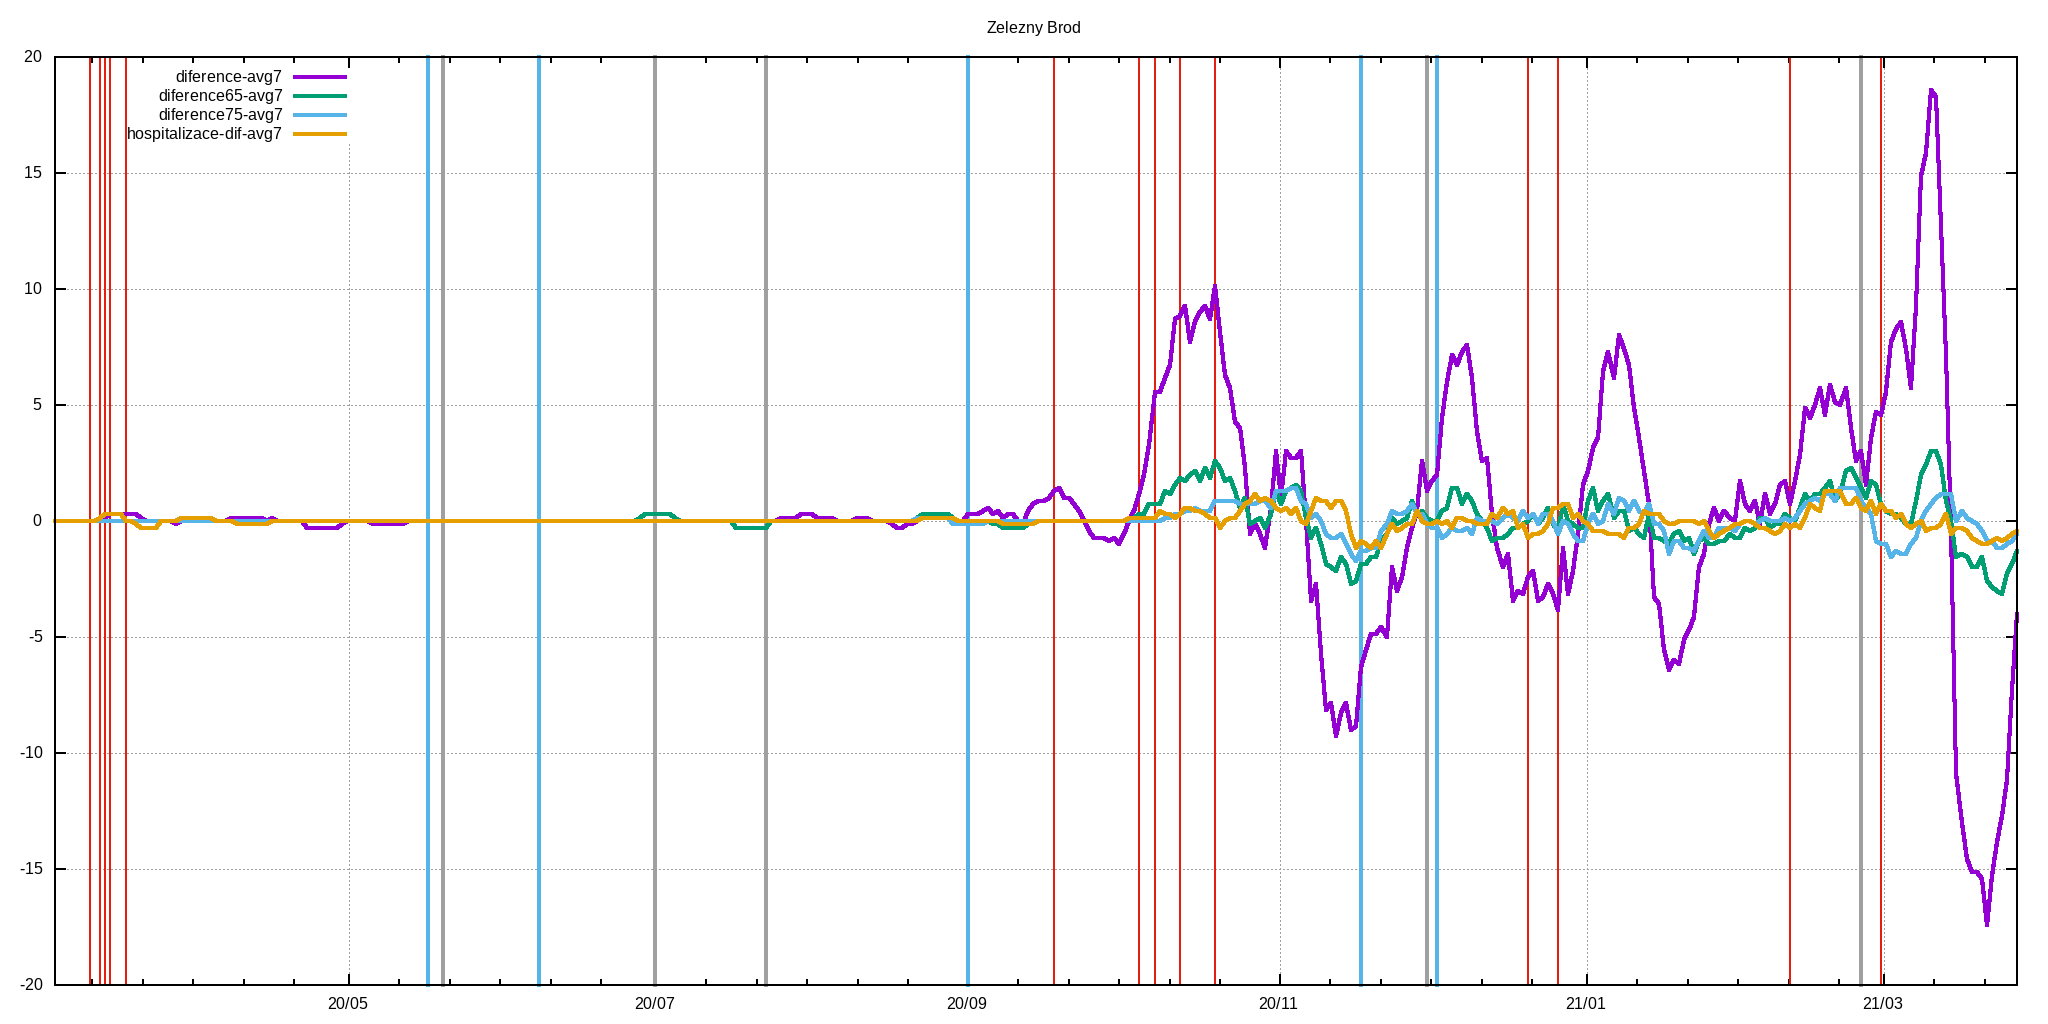 Zelezny Brod
diference-avg7
diference65-avg7
diference75-avg7
hospitalizace-dif-avg7
20
15
10
5
0
-5
-10
-15
-20
20/05 20/07 20/09 20/11 21/01 21/03